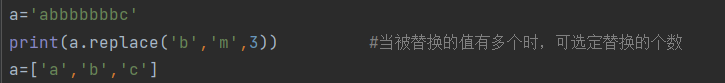 a='abbbbbbbbc'
print(a.replace('b','m',3))          #当被替换的值有多个时，可选定替换的个数
a=['a','b','c']